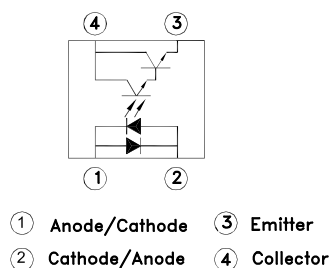 ④ ③
① ②
① Anode/Cathode ③ Emitter
② Cathode/Anode ④ Collector